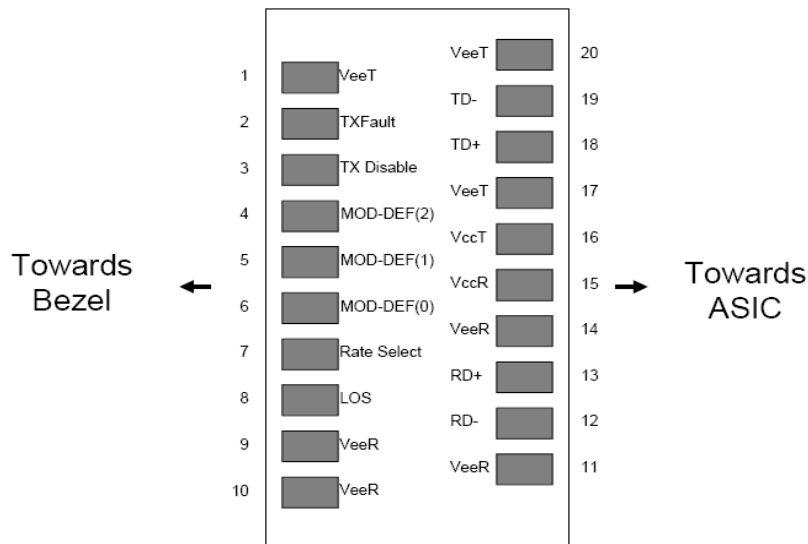 VeeT 20
1 VeeT
TD- 19
2 TXFault
TD+ 18
3 TX Disable
VeeT 17
4 MOD-DEF(2)
VccT 16
5 MOD-DEF(1)
Towards
Bezel
VccR 15
Towards
ASIC
6 MOD-DEF(0)
VeeR 14
7 Rate Select
RD+ 13
8 LOS
RD- 12
9 VeeR
VeeR 11
10 VeeR